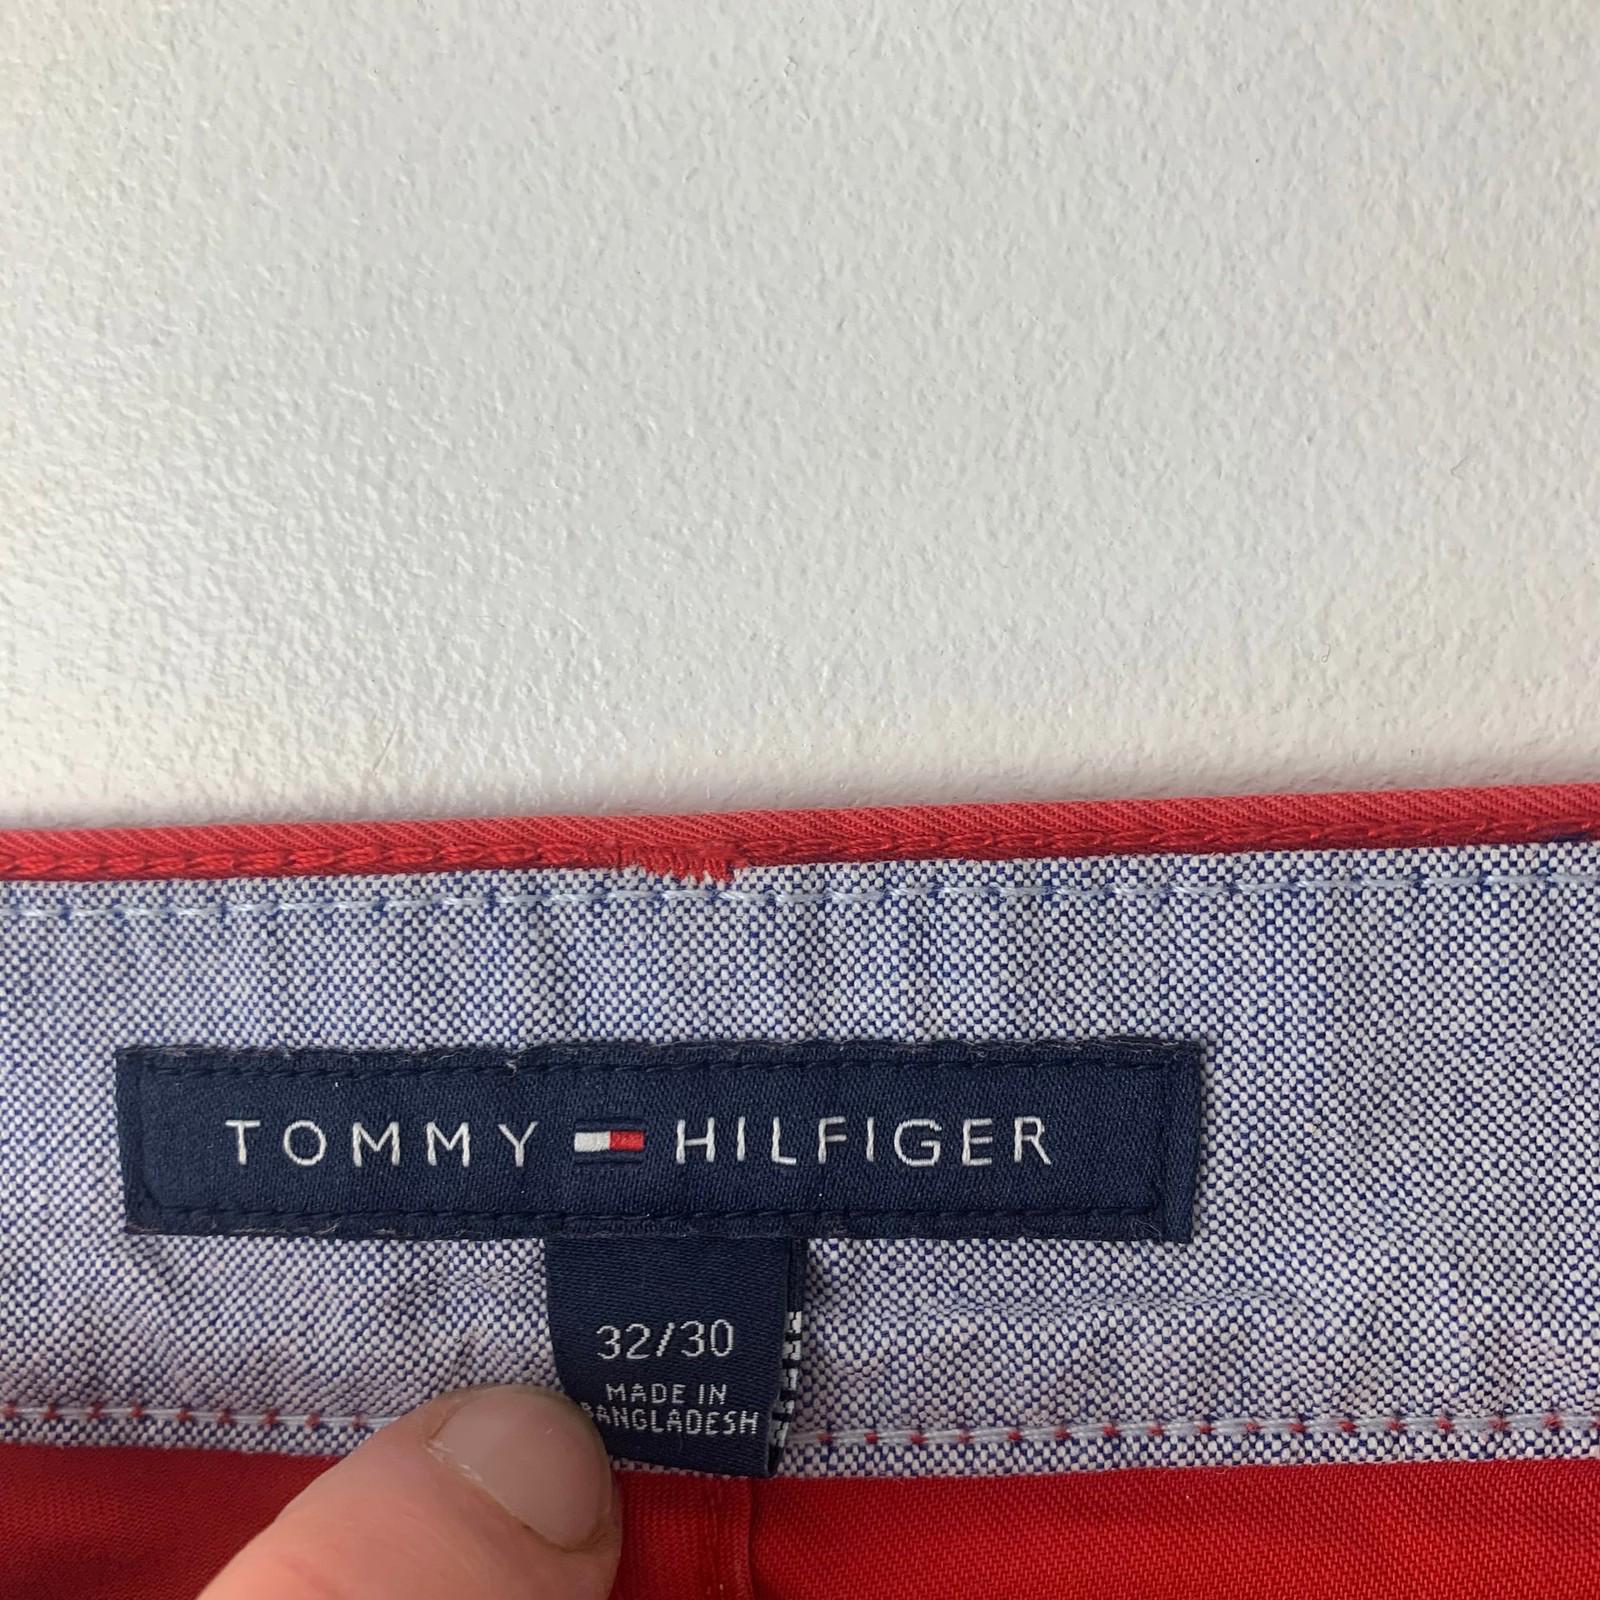 TOMMY HILFIGER
32/30
MADE IN
BANGLADESH